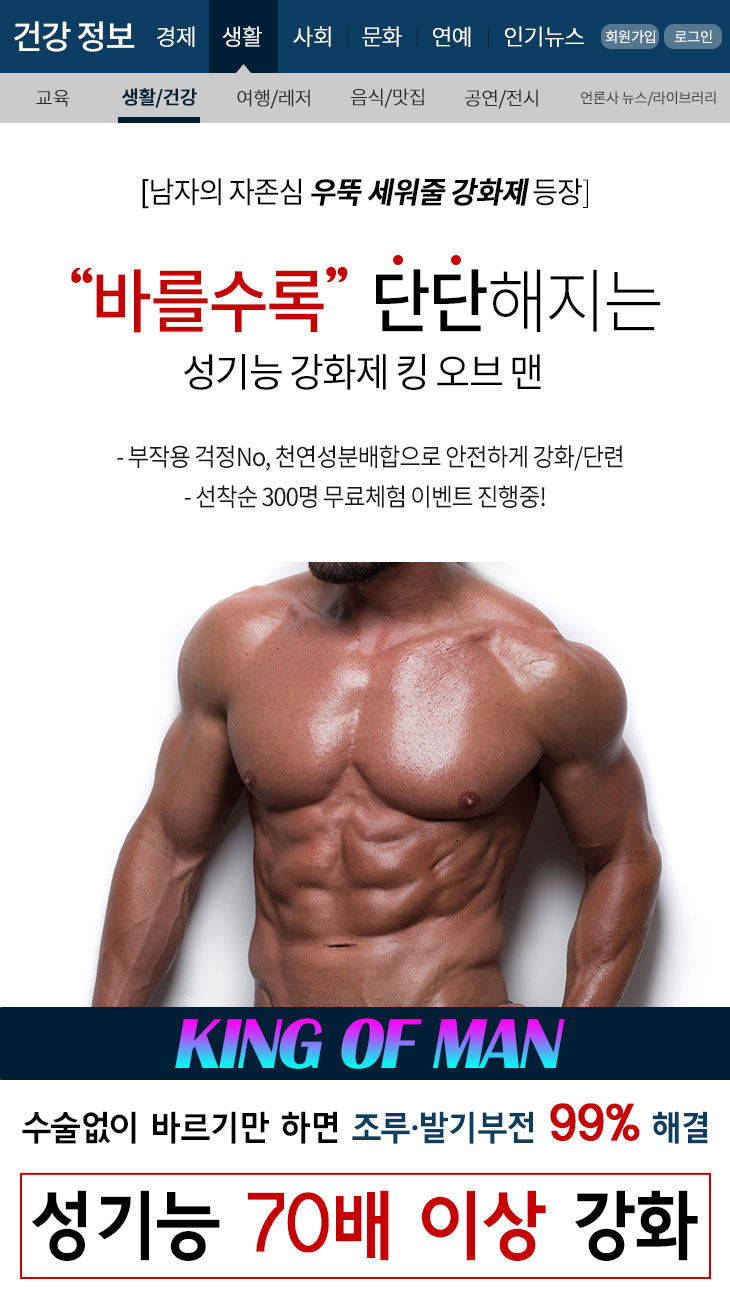 건강 정보 경제 생활 사회 문화 연예 인기뉴스 회원가입 로그인
교육 생활/건강 여행/레저 음식/맛집 공연/전시 언론사 뉴스/라이브러리
[남자의 자존심 우뚝 세워줄 강화제 등장]
“바를수록” 단단해지는
성기능 강화제 킹 오브 맨
- 부작용 걱정No, 천연성분배합으로 안전하게 강화/단련
- 선착순 300명 무료체험 이벤트 진행중!
KING OF MAN
수술없이 바르기만 하면 조루·발기부전 99% 해결
성기능 70배 이상 강화